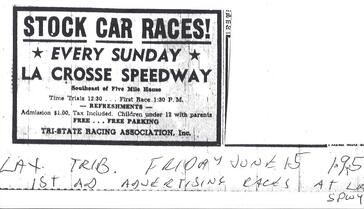 STOCK CAR RACES!
★ EVERY SUNDAY ★
LA CROSSE SPEEDWAY
Southeast of Five Mile House
Time Trials 12:30 . . . First Race 1:30 P. M.
— REFRESHMENTS —
Admission $1.00, Tax Included. Children under 12 with parents
FREE . . . FREE PARKING
TRI-STATE RACING ASSOCIATION, Inc.
LAX TRIB. FRIDAY JUNE 15 195
1ST AD ADVERTISING RACES AT LA
SPWY